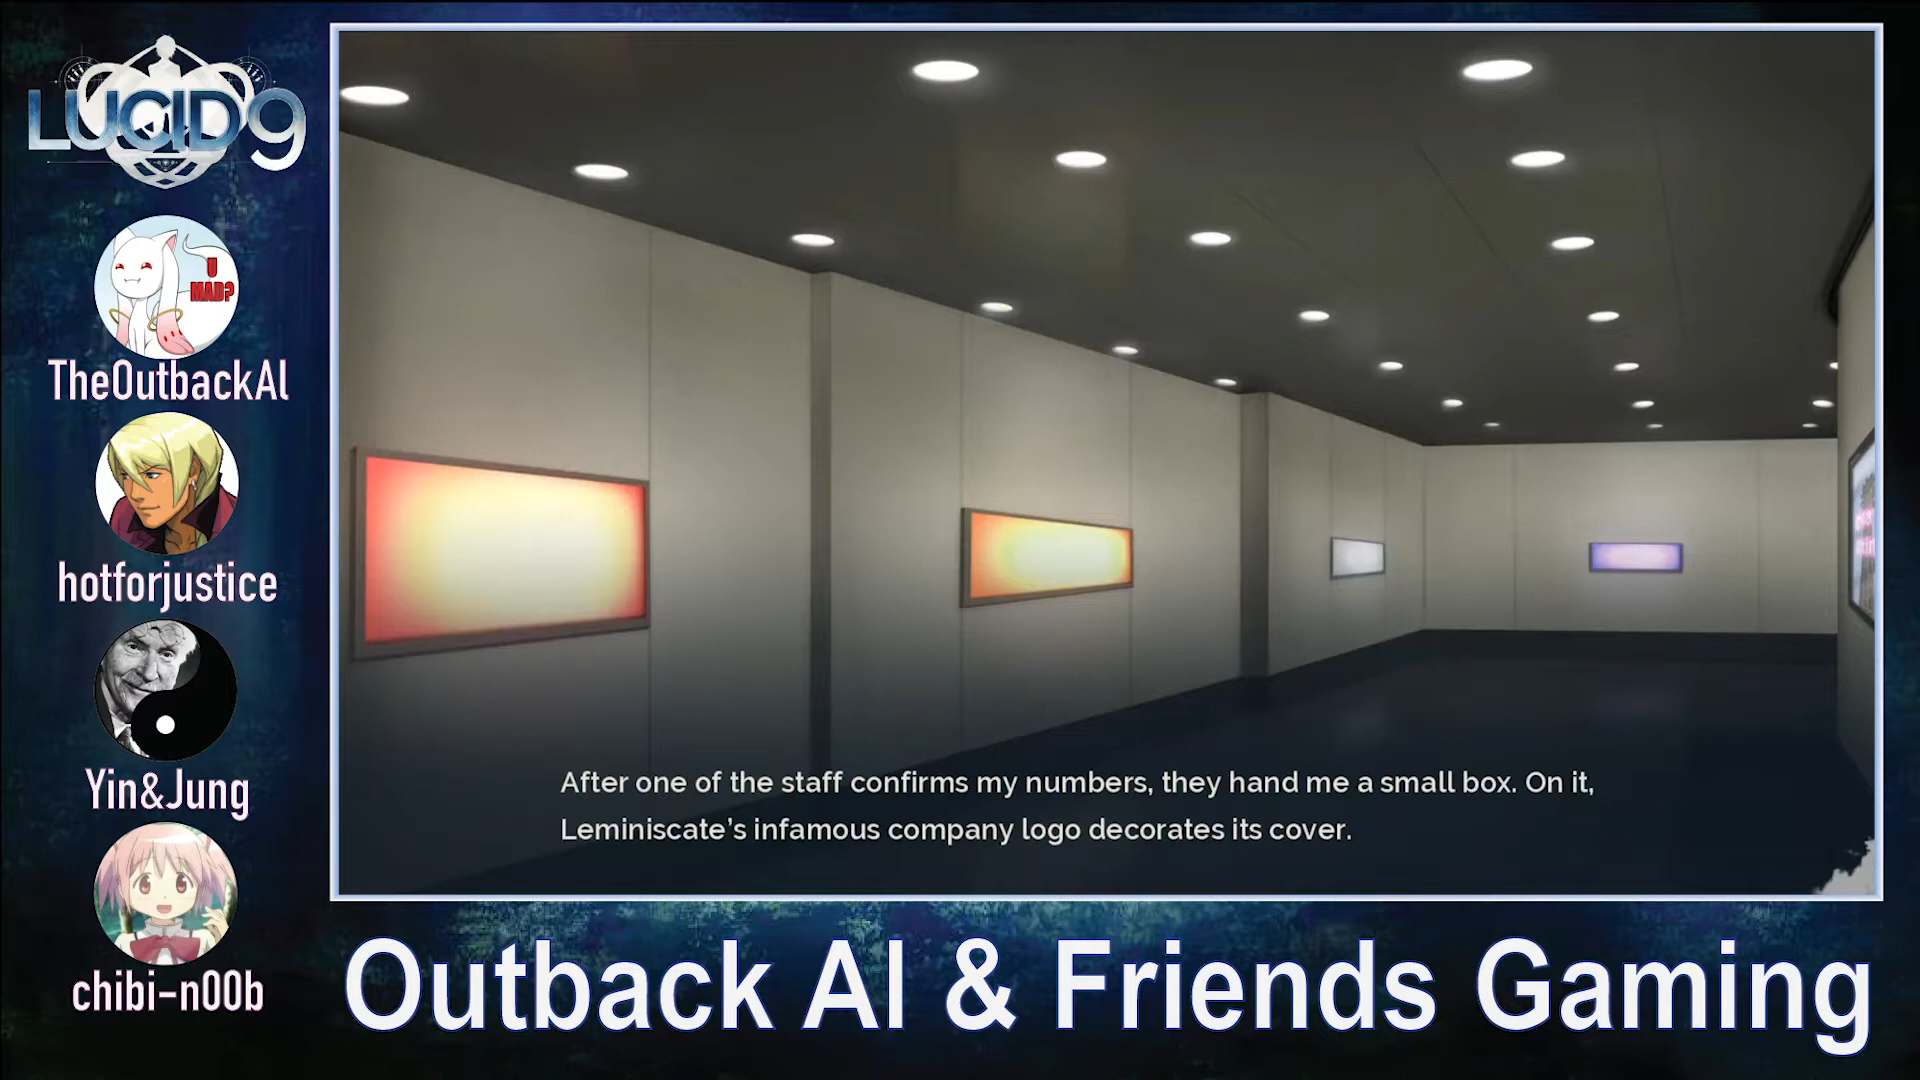 LUCID9
U
MAD?
TheOutbackAl
hotforjustice
Yin&Jung
chibi-n00b
After one of the staff confirms my numbers, they hand me a small box. On it,
Leminiscate's infamous company logo decorates its cover.
Outback Al & Friends Gaming